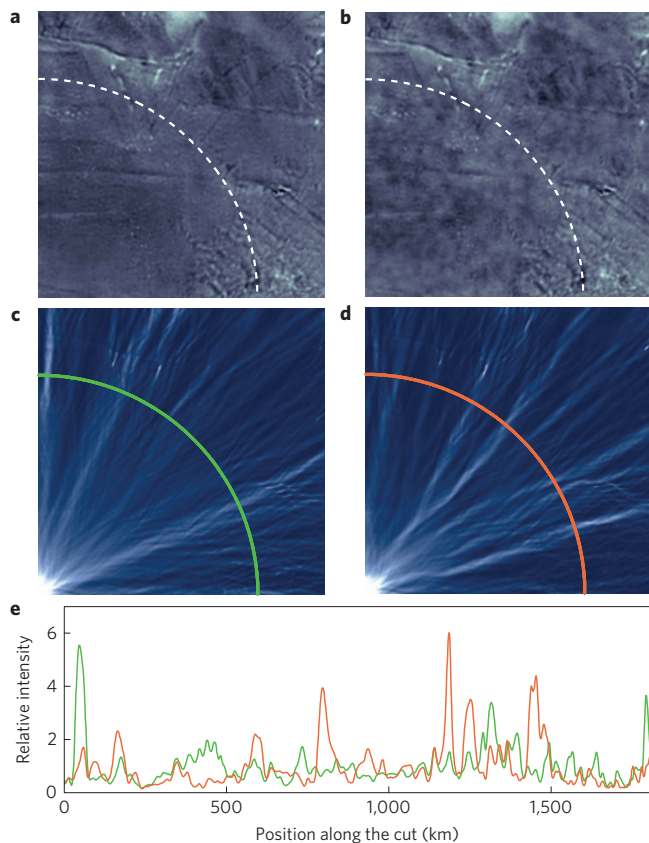 a
b
c
d
e
Relative intensity
6
4
2
0
0 500 1,000 1,500
Position along the cut (km)